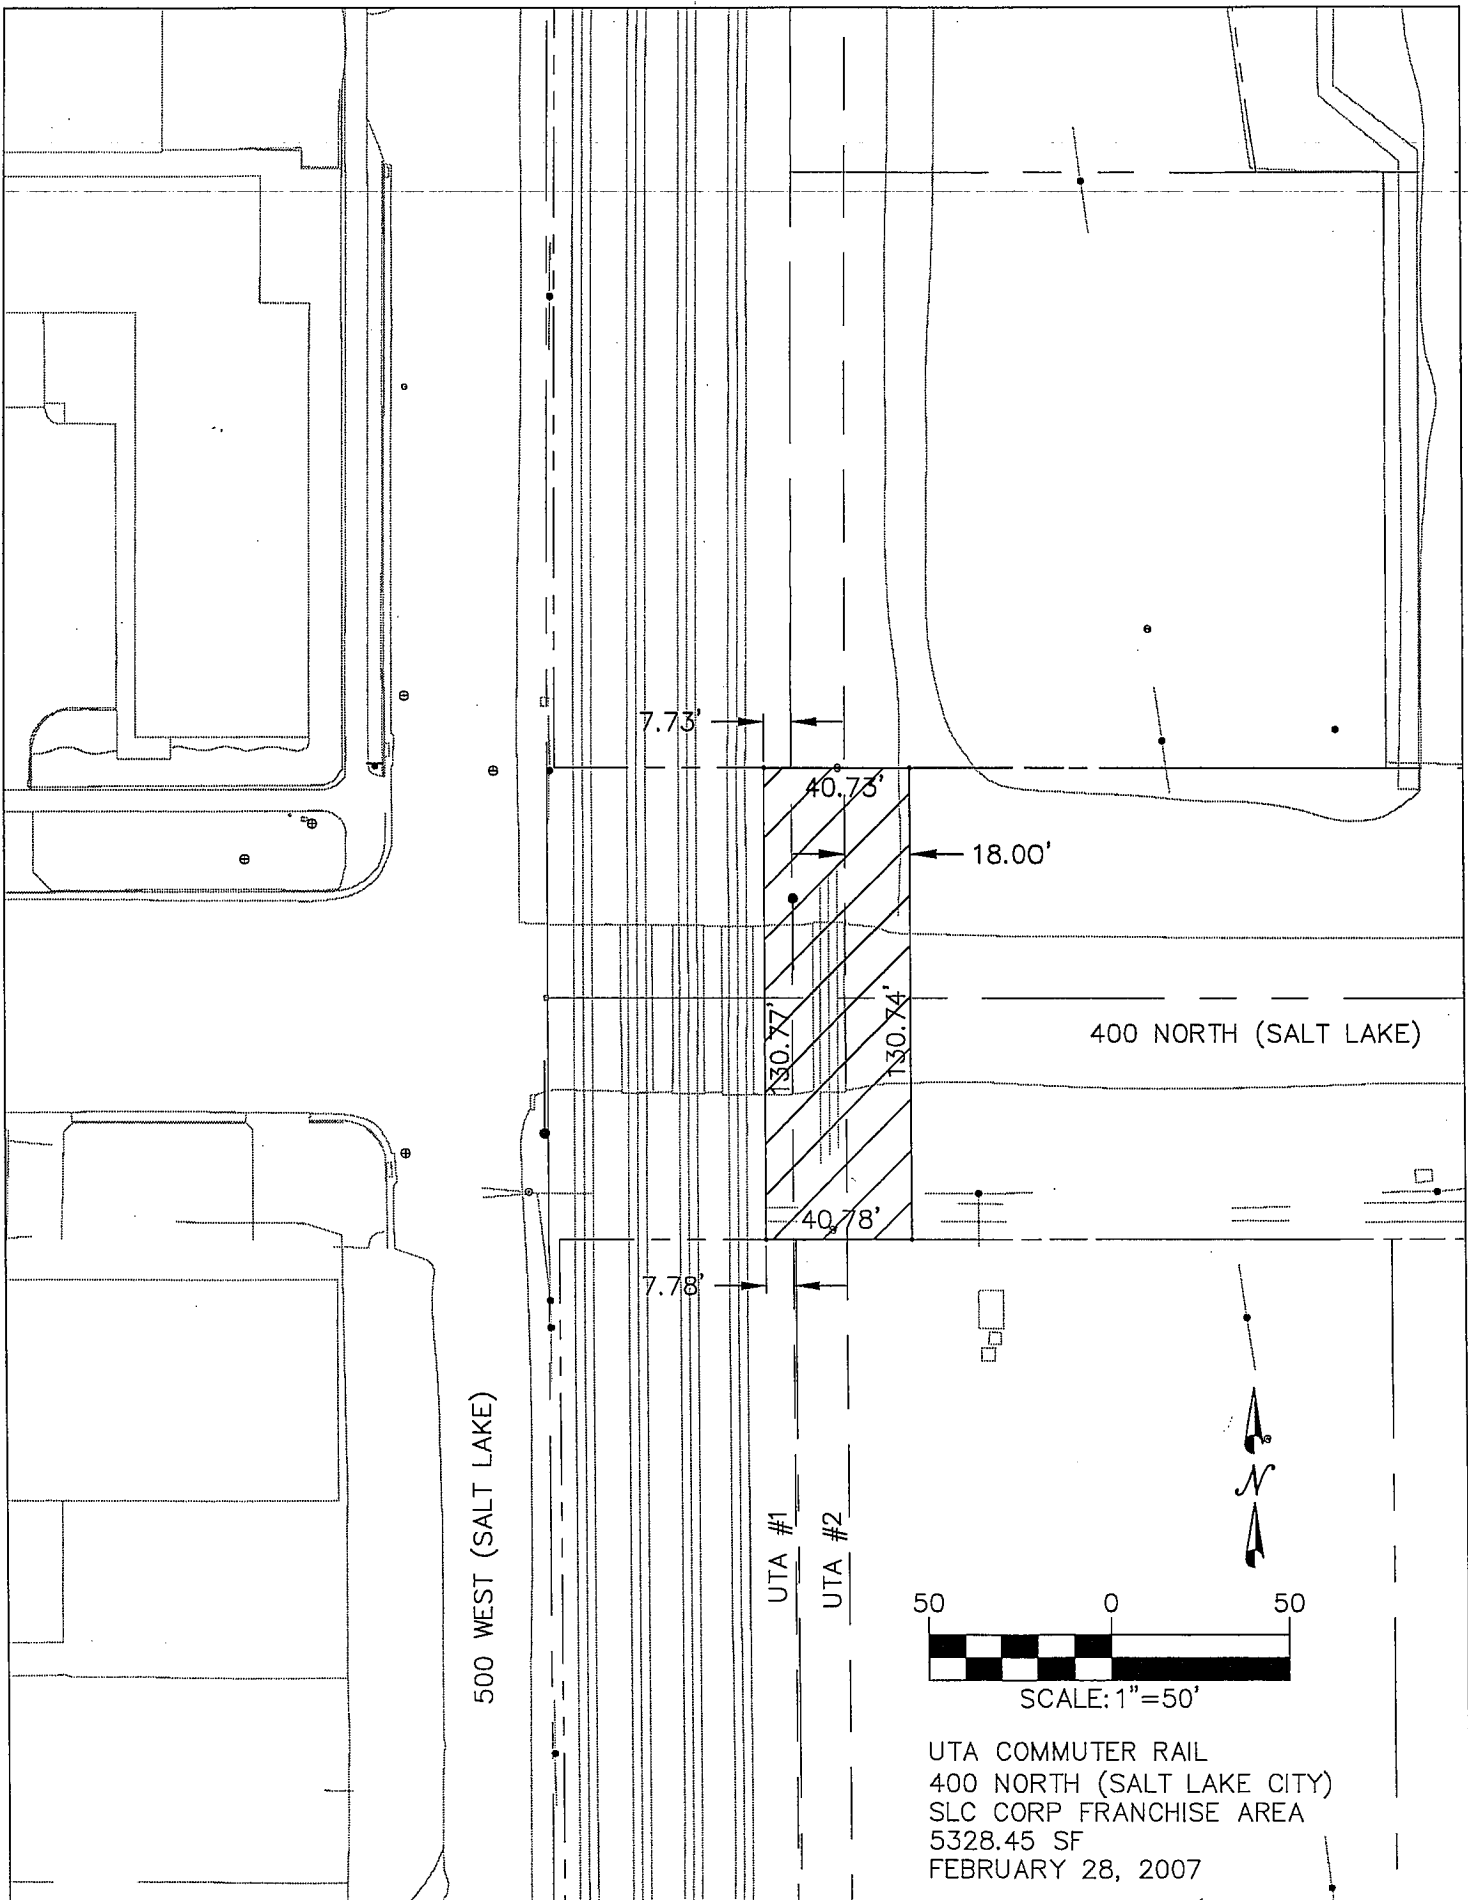 7.73'
40.73'
18.00'
130.77'
130.74'
400 NORTH (SALT LAKE)
40.78'
7.78'
500 WEST (SALT LAKE)
UTA #1
UTA #2
N
50 0 50
SCALE: 1"=50'
UTA COMMUTER RAIL
400 NORTH (SALT LAKE CITY)
SLC CORP FRANCHISE AREA
5328.45 SF
FEBRUARY 28, 2007